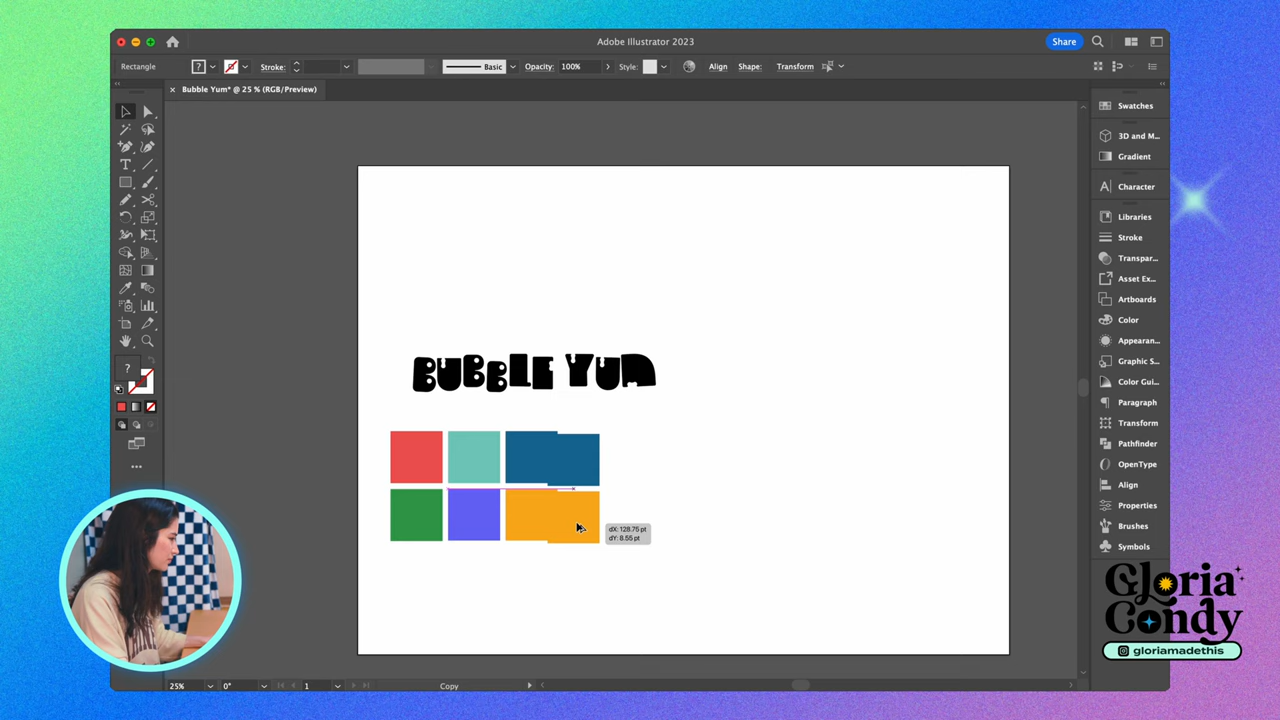 Adobe Illustrator 2023
Share
Rectangle
?
Stroke:
Basic
Opacity:
100%
Style:
Align
Shape:
Transform
× Bubble Yum* @ 25 % (RGB/Preview)
Swatches
3D and M...
Gradient
Character
Libraries
Stroke
Transpar...
Asset Ex...
Artboards
Color
Appearan...
Graphic S...
Color Gui...
Paragraph
Transform
Pathfinder
OpenType
Align
Properties
Brushes
Symbols
?
BUBBLE YUM
dX: 128.75 pt
dY: 8.55 pt
25%
0°
1
Copy
Gloria
Condy
gloriamadethis